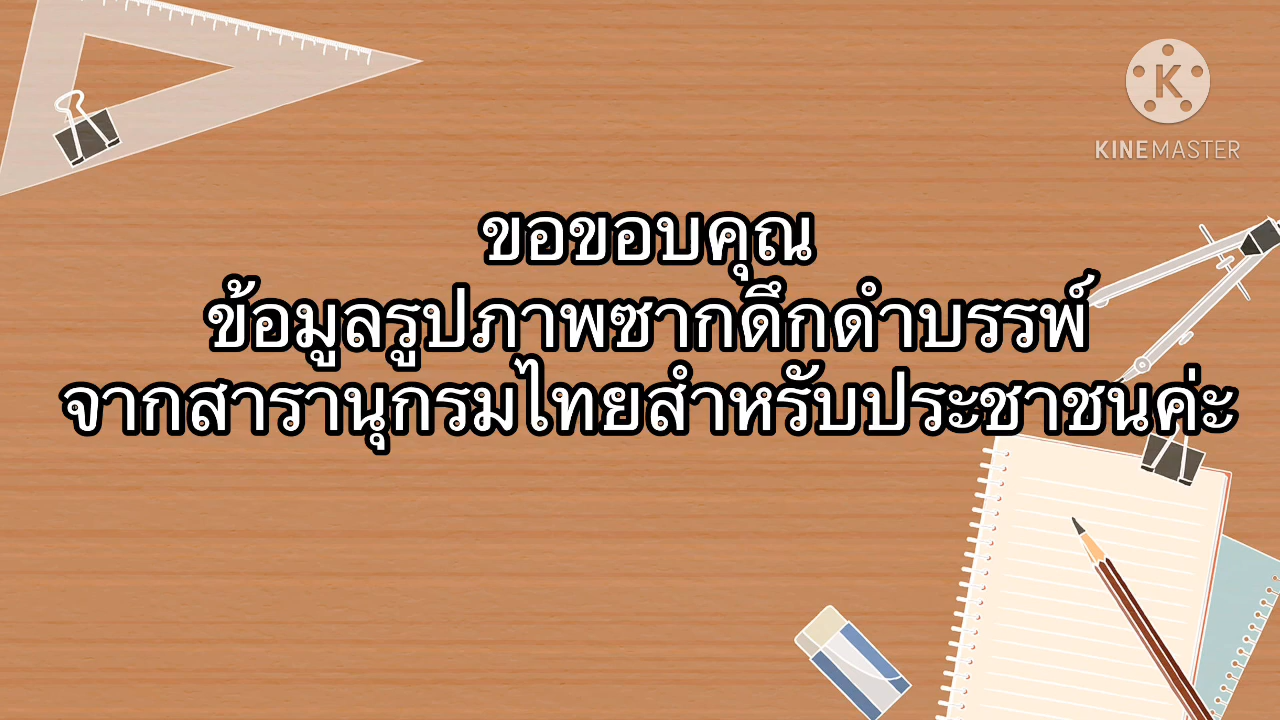 K
KINEMASTER
ขอขอบคุณ
ข้อมูลรูปภาพซากดึกดำบรรพ์
จากสารานุกรมไทยสำหรับประชาชนค่ะ